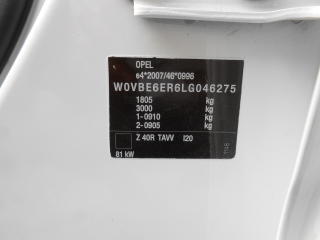 OPEL
e4*2007/46*0996
W0VBE6ER6LG046275
1805 kg
3000 kg
1-0910 kg
2-0905 kg
Z 40R TAVV I20
81 kW